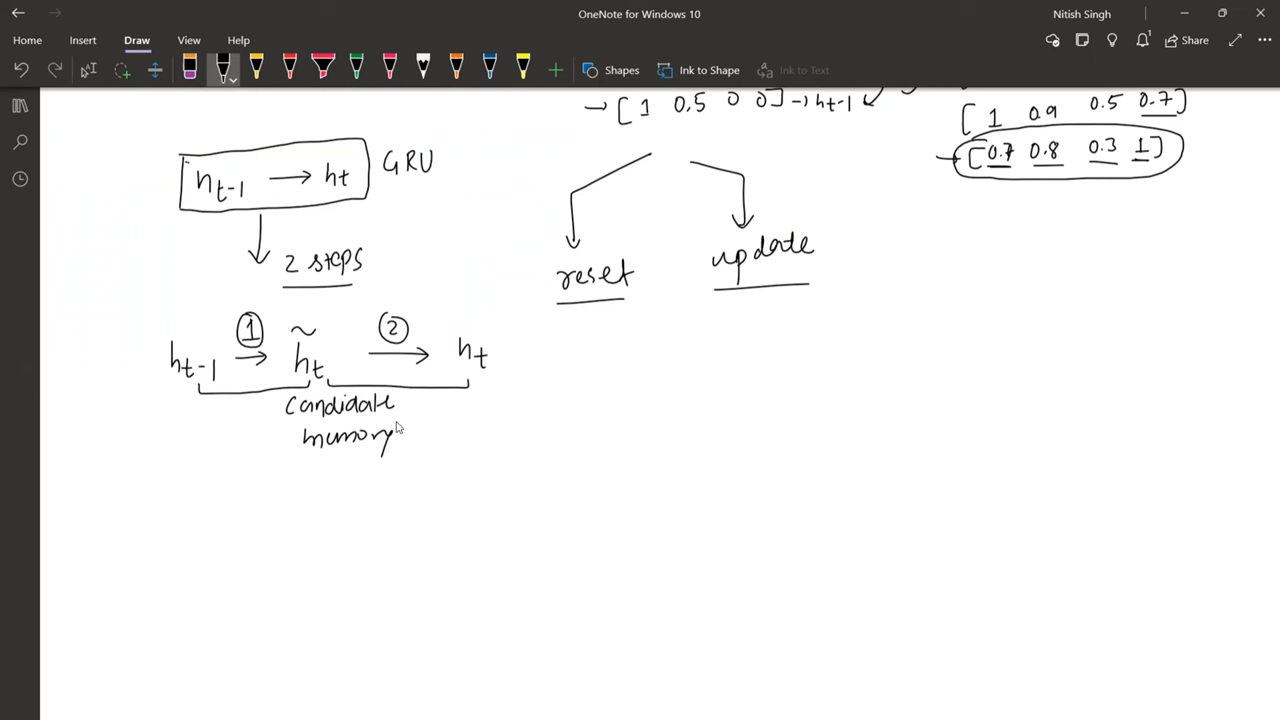 OneNote for Windows 10
Nitish Singh
Home Insert Draw View Help
Share
Shapes
Ink to Shape
Ink to Text
→ [ 1 0.5 0 0] → ht-1
[ 1 0.9 0.5 0.7 ]
→ [0.7 0.8 0.3 1]
ht-1 → ht GRU
2 steps
reset update
① ~ ②
ht-1 → ht → ht
candidate
memory